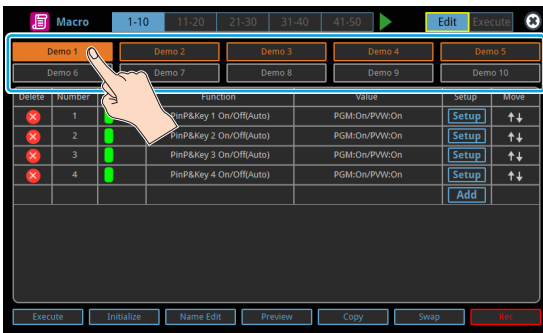 Macro 1-10 11-20 21-30 31-40 41-50 Edit Execute
Demo 1 Demo 2 Demo 3 Demo 4 Demo 5
Demo 6 Demo 7 Demo 8 Demo 9 Demo 10
Delete Number Function Value Setup Move
1 PinP&Key 1 On/Off(Auto) PGM:On/PVW:On Setup
2 PinP&Key 2 On/Off(Auto) PGM:On/PVW:On Setup
3 PinP&Key 3 On/Off(Auto) PGM:On/PVW:On Setup
4 PinP&Key 4 On/Off(Auto) PGM:On/PVW:On Setup
Add
Execute Initialize Name Edit Preview Copy Swap Rec